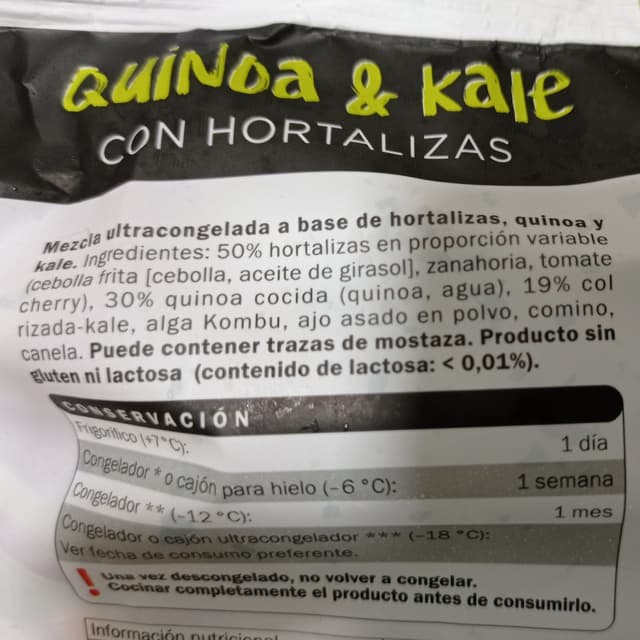 QUÍNOA & KALE
CON HORTALIZAS
Mezcla ultracongelada a base de hortalizas, quinoa y
kale. Ingredientes: 50% hortalizas en proporción variable
(cebolla frita [cebolla, aceite de girasol], zanahoria, tomate
cherry), 30% quinoa cocida (quinoa, agua), 19% col
rizada-kale, alga Kombu, ajo asado en polvo, comino,
canela. Puede contener trazas de mostaza. Producto sin
gluten ni lactosa (contenido de lactosa: < 0,01%).
CONSERVACIÓN
Frigorífico (+7°C): 1 día
Congelador * o cajón para hielo (-6 °C): 1 semana
Congelador ** (-12 °C): 1 mes
Congelador o cajón ultracongelador *** (-18 °C):
Ver fecha de consumo preferente.
! Una vez descongelado, no volver a congelar.
Cocinar completamente el producto antes de consumirlo.
Información nutricional